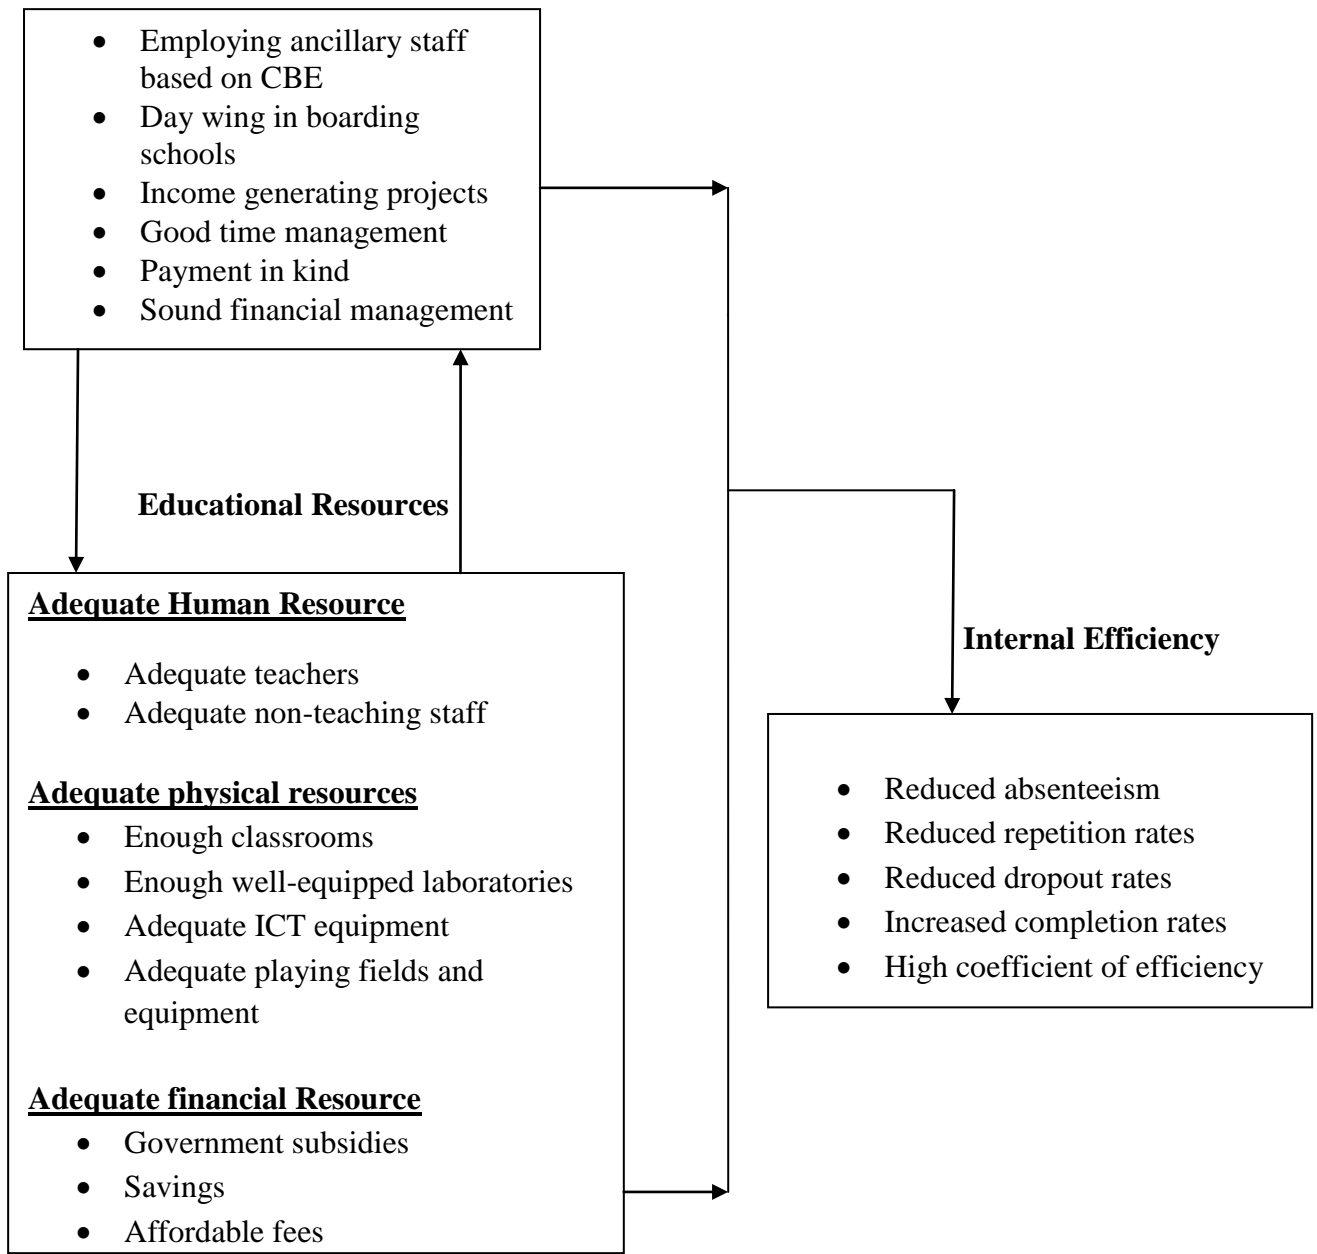 • Employing ancillary staff
based on CBE
• Day wing in boarding
schools
• Income generating projects
• Good time management
• Payment in kind
• Sound financial management
Educational Resources
Adequate Human Resource
• Adequate teachers
• Adequate non-teaching staff
Adequate physical resources
• Enough classrooms
• Enough well-equipped laboratories
• Adequate ICT equipment
• Adequate playing fields and
equipment
Adequate financial Resource
• Government subsidies
• Savings
• Affordable fees
Internal Efficiency
• Reduced absenteeism
• Reduced repetition rates
• Reduced dropout rates
• Increased completion rates
• High coefficient of efficiency